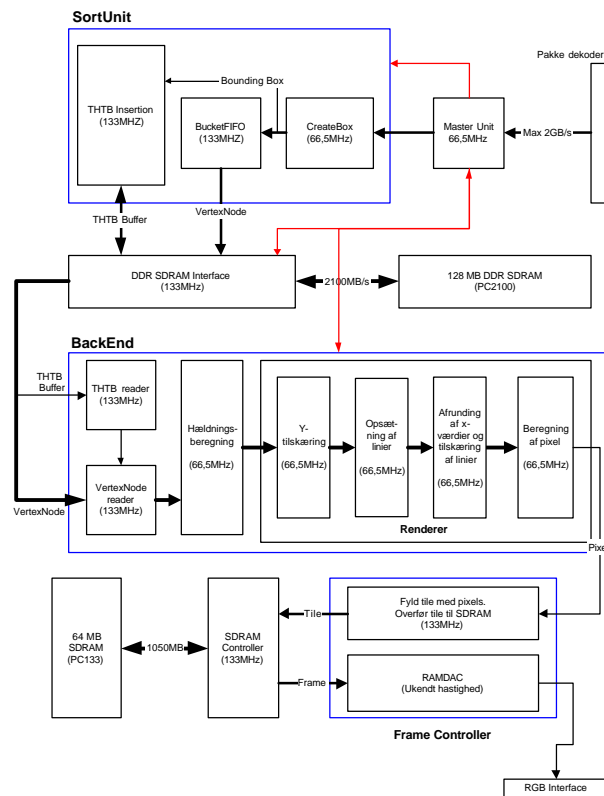 SortUnit
Pakke dekoder
Bounding Box
THTB Insertion
(133MHZ)
BucketFIFO
(133MHZ)
CreateBox
(66,5MHz)
Master Unit
66,5MHz)
Max 2GB/s
THTB Buffer
VertexNode
DDR SDRAM Interface
(133MHz)
2100MB/s
128 MB DDR SDRAM
(PC2100)
BackEnd
THTB
Buffer
THTB reader
(133MHz)
Hældnings-
beregning
(66,5MHz)
Y-
tilskæring
(66,5MHz)
Opsæt-
ning af
linier
(66,5MHz)
Afrunding
af x-
værdier og
tilskæring
af linier
(66,5MHz)
Beregning
af pixel
(66,5MHz)
VertexNode
reader
(133MHz)
VertexNode
Renderer
Pixe
64 MB
SDRAM
(PC133)
1050MB
SDRAM
Controller
(133MHz)
Tile
Fyld tile med pixels.
Overfør tile til SDRAM
(133MHz)
Frame
RAMDAC
(Ukendt hastighed)
Frame Controller
RGB Interface